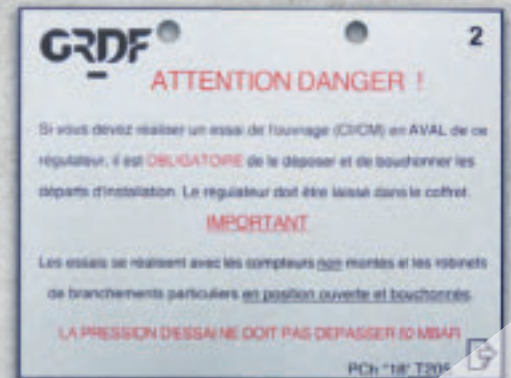 GRDF
2
ATTENTION DANGER !
Si vous devez réaliser un essai de l'ouvrage (CI/CM) en AVAL de ce
régulateur, il est OBLIGATOIRE de le déposer et de bouchonner les
départs d'installation. Le régulateur doit être laissé dans le coffret.
IMPORTANT
Les essais se réalisent avec les compteurs non montés et les robinets
de branchements particuliers en position ouverte et bouchonnés
LA PRESSION D'ESSAI NE DOIT PAS DEPASSER 50 MBAR
PCh "18"